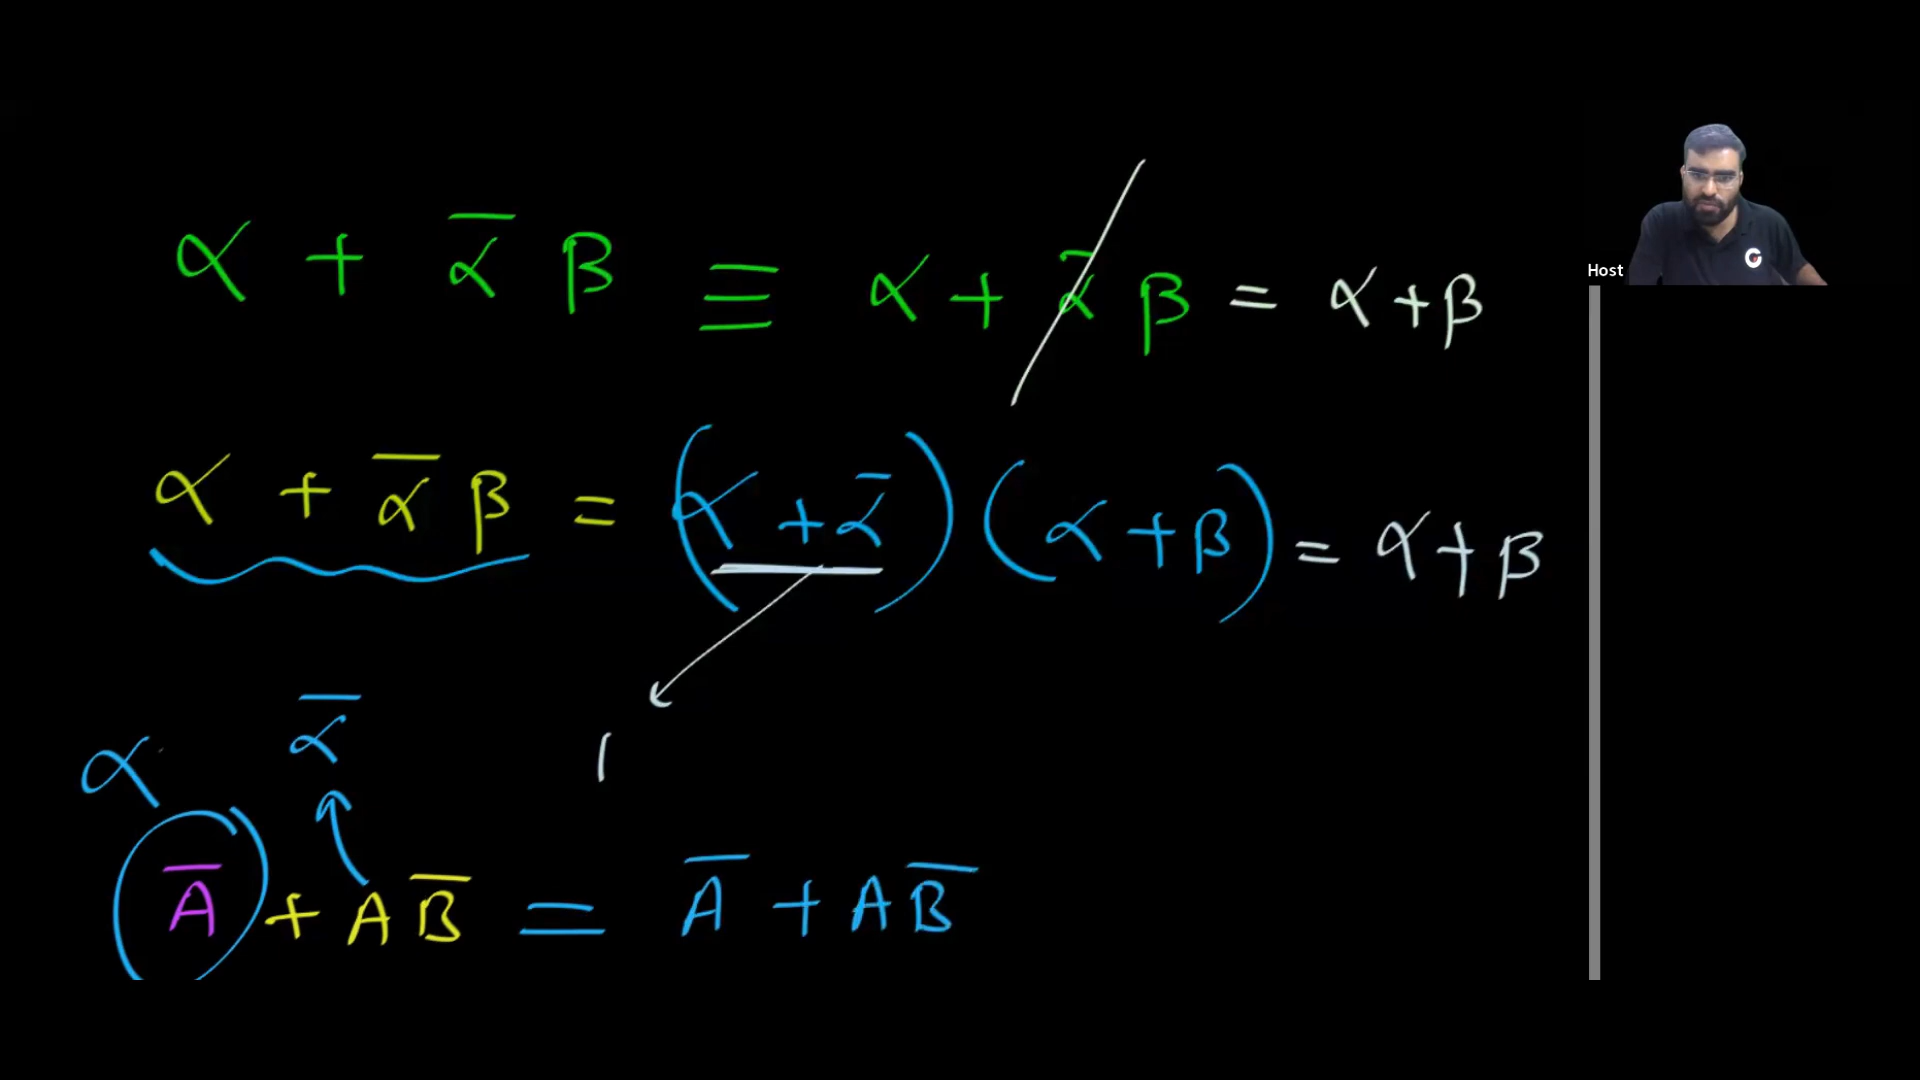 α + α̅ β ≡ α + α̅ β = α + β
Host
α + α̅ β = (α + α̅) (α + β) = α + β
α α̅ 1
A̅ + A B̅ = A̅ + A B̅